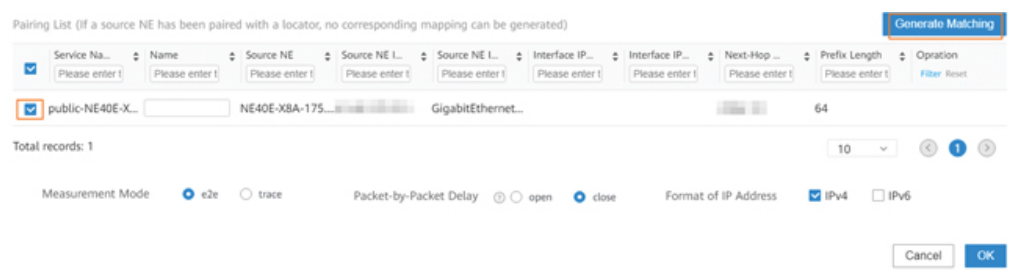 Pairing List (If a source NE has been paired with a locator, no corresponding mapping can be generated)
Generate Matching
Service Na... Name Source NE Source NE I... Source NE I... Interface IP... Interface IP... Next-Hop ... Prefix Length Opration
Please enter t Please enter t Please enter t Please enter t Please enter t Please enter t Please enter t Please enter t Please enter t Filter Reset
public-NE40E-X... NE40E-X8A-175.... GigabitEthernet... 64
Total records: 1 10 1
Measurement Mode e2e trace Packet-by-Packet Delay open close Format of IP Address IPv4 IPv6
Cancel OK